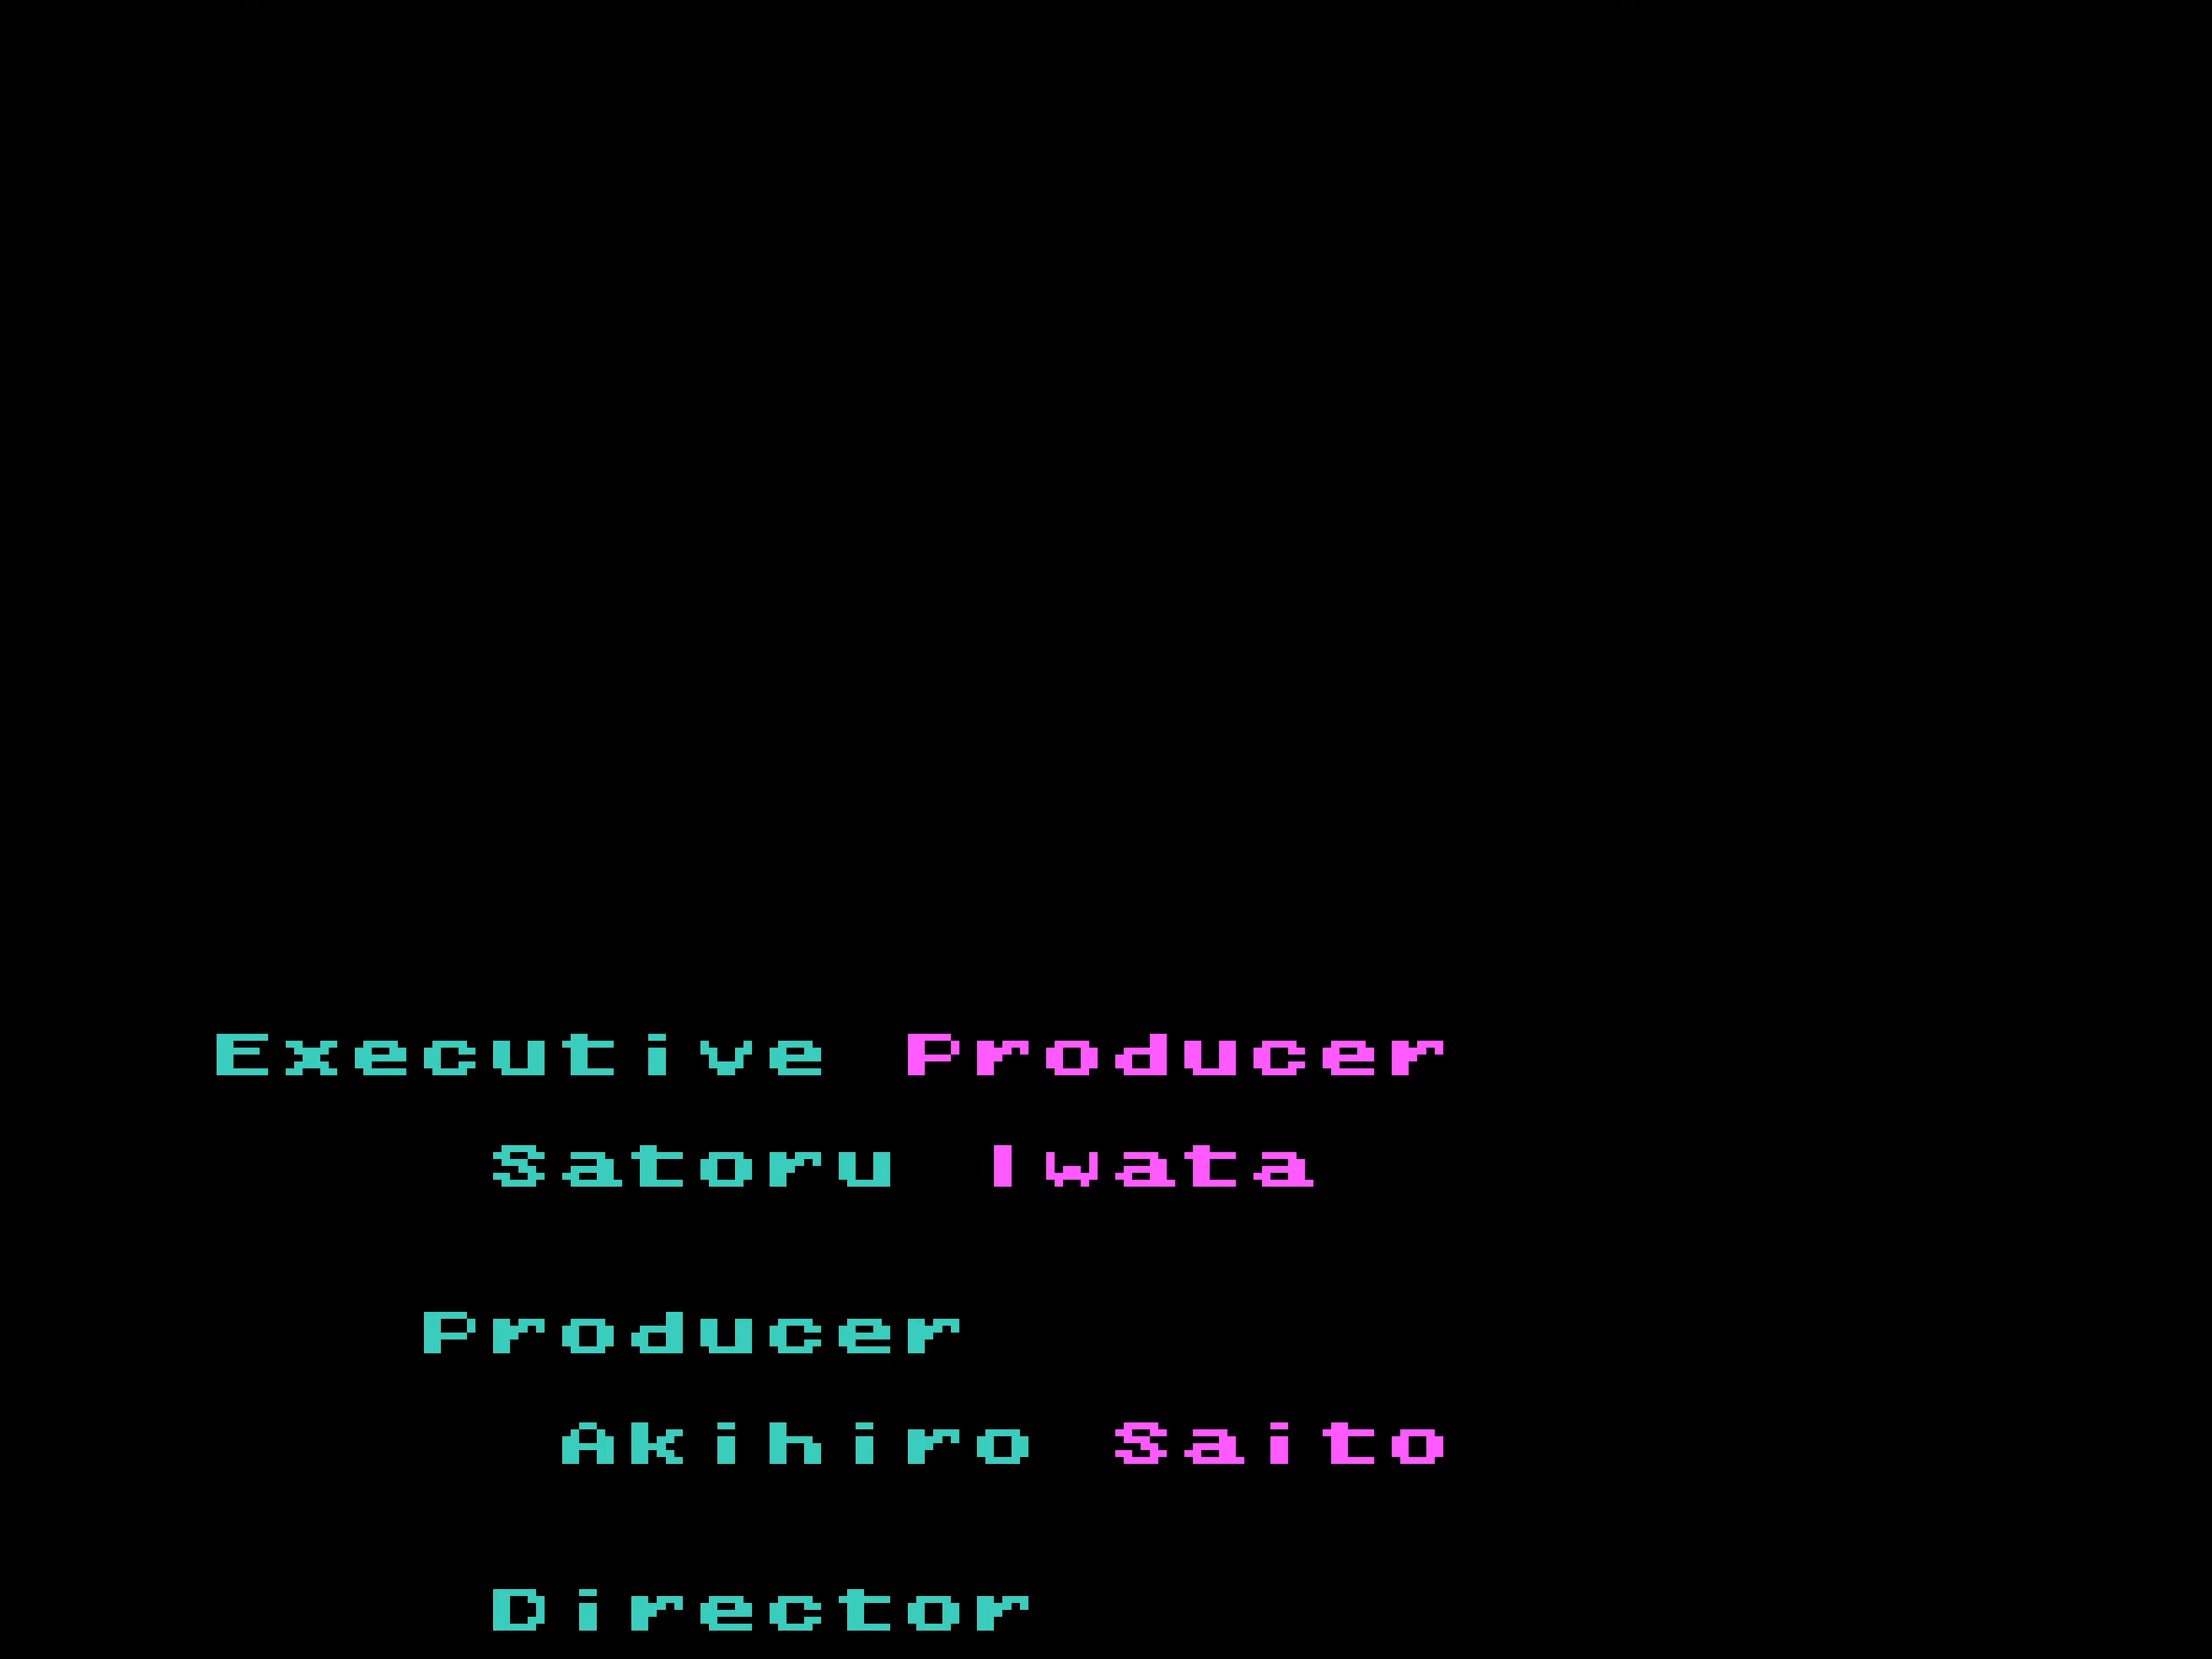 Executive Producer
Satoru Iwata
Producer
Akihiro Saito
Director